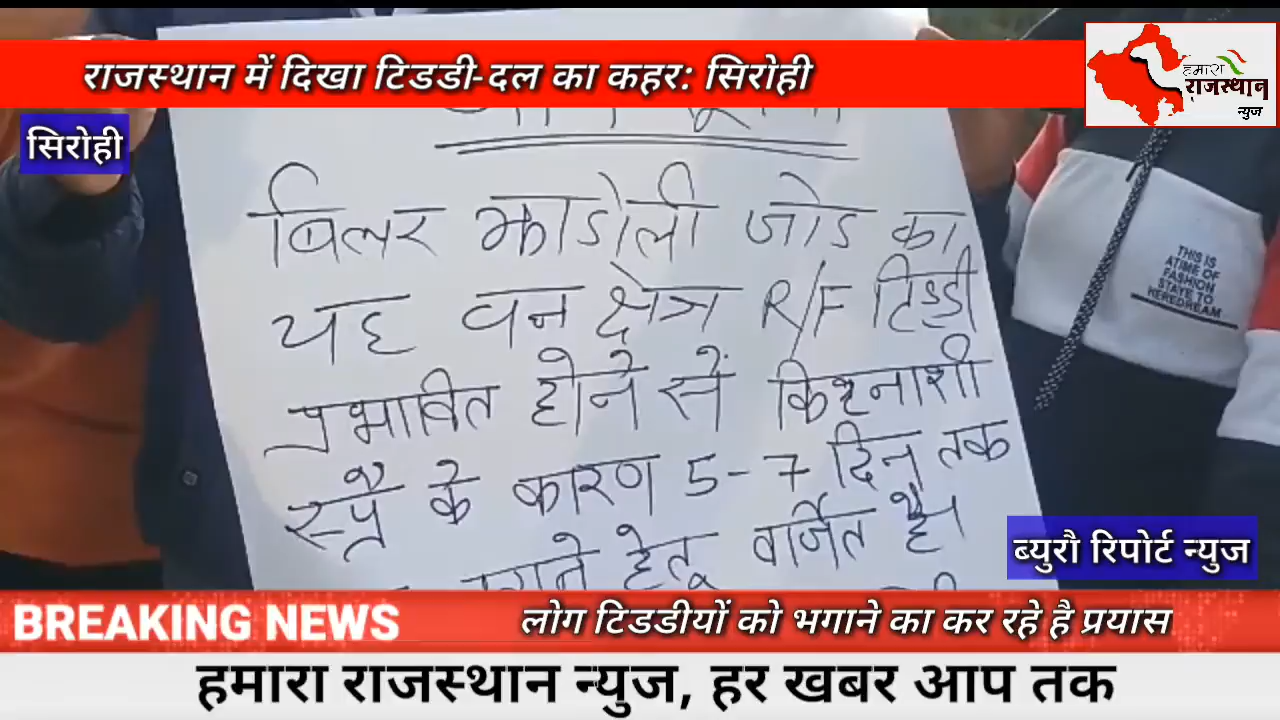 राजस्थान में दिखा टिडडी-दल का कहर: सिरोही
हमारा
राजस्थान
न्युज
सिरोही
बिलर झाडोली जोड का
यह वन क्षेत्र R/F टिड्डी
प्रभावित होने सें किटनाशी
स्प्रै के कारण 5-7 दिन तक
हेतू वर्जित है।
THIS IS
A TIME OF
FASHION
STATE TO
HEREDREAM
ब्युरौ रिपोर्ट न्युज
BREAKING NEWS
लोग टिडडीयों को भगाने का कर रहे है प्रयास
हमारा राजस्थान न्युज, हर खबर आप तक